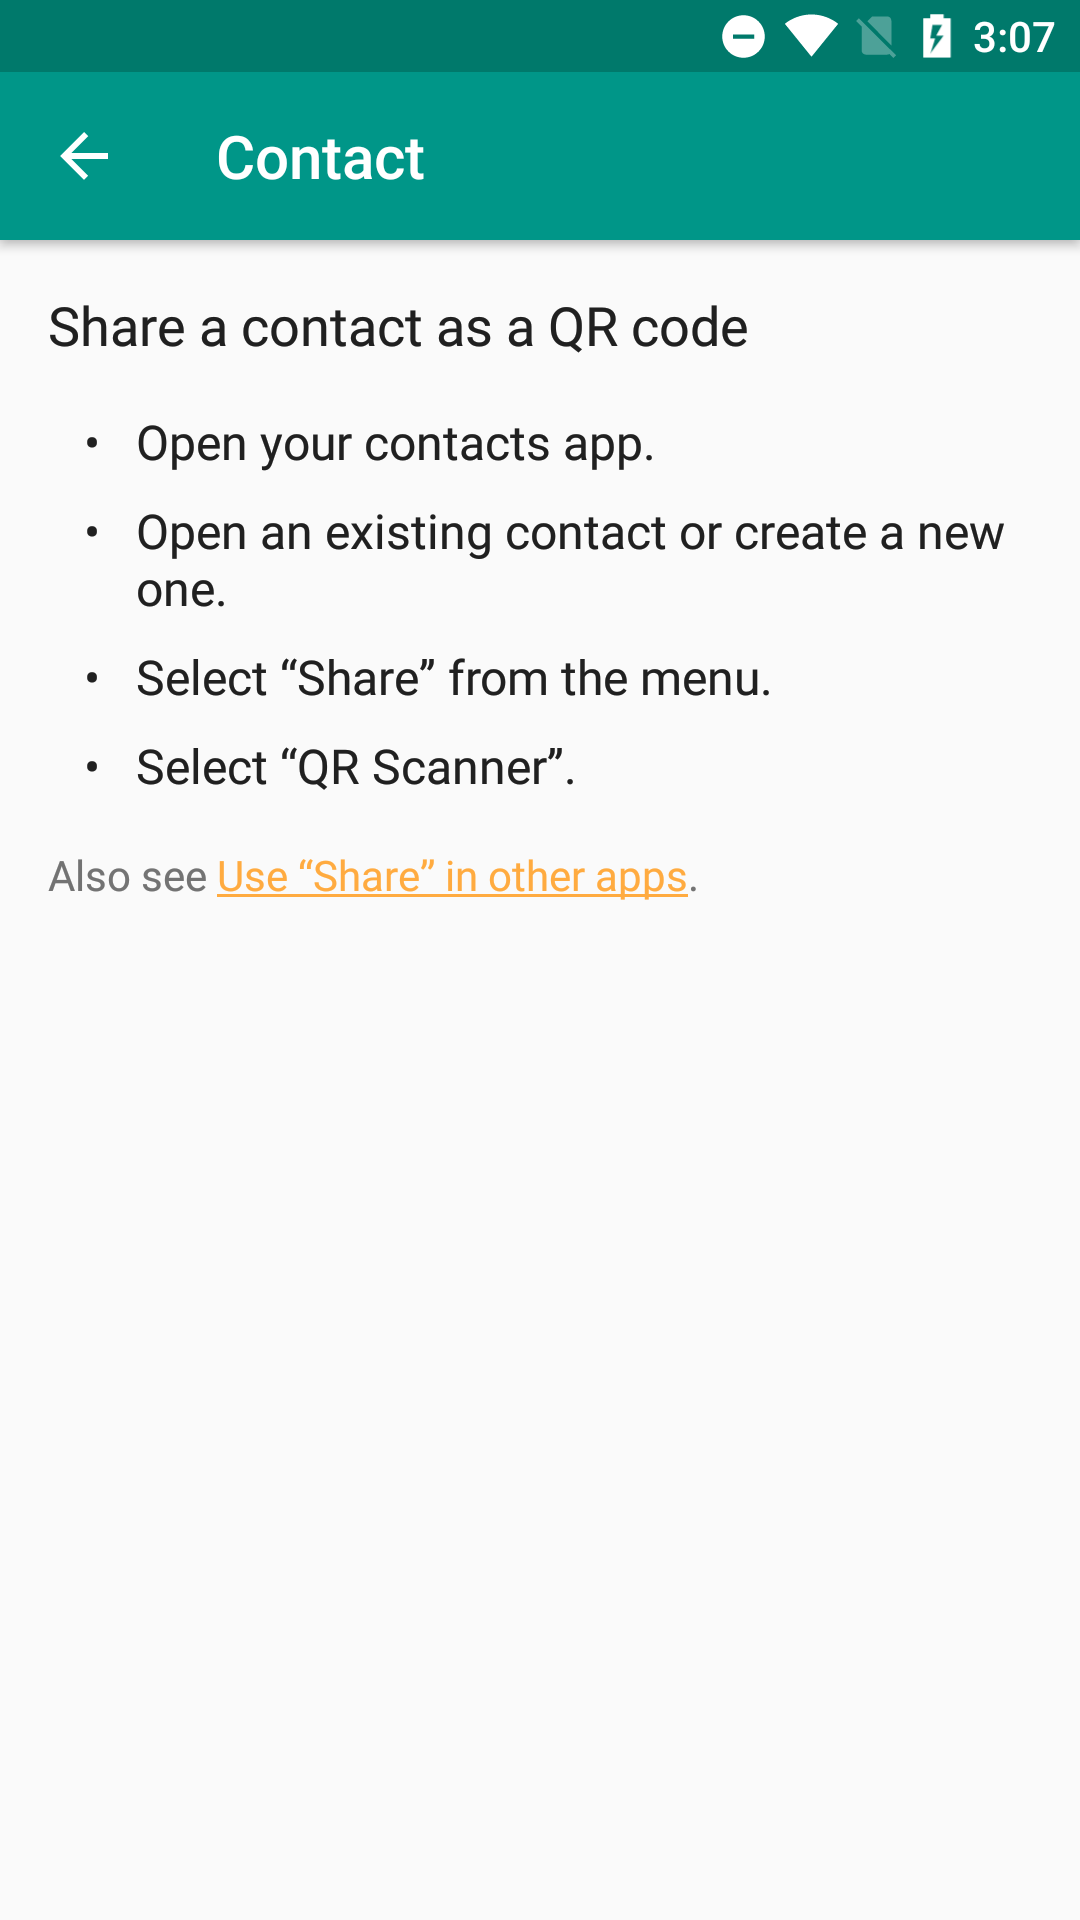 3:07
Contact
Share a contact as a QR code
• Open your contacts app.
• Open an existing contact or create a new
one.
• Select “Share” from the menu.
• Select “QR Scanner”.
Also see Use “Share” in other apps.